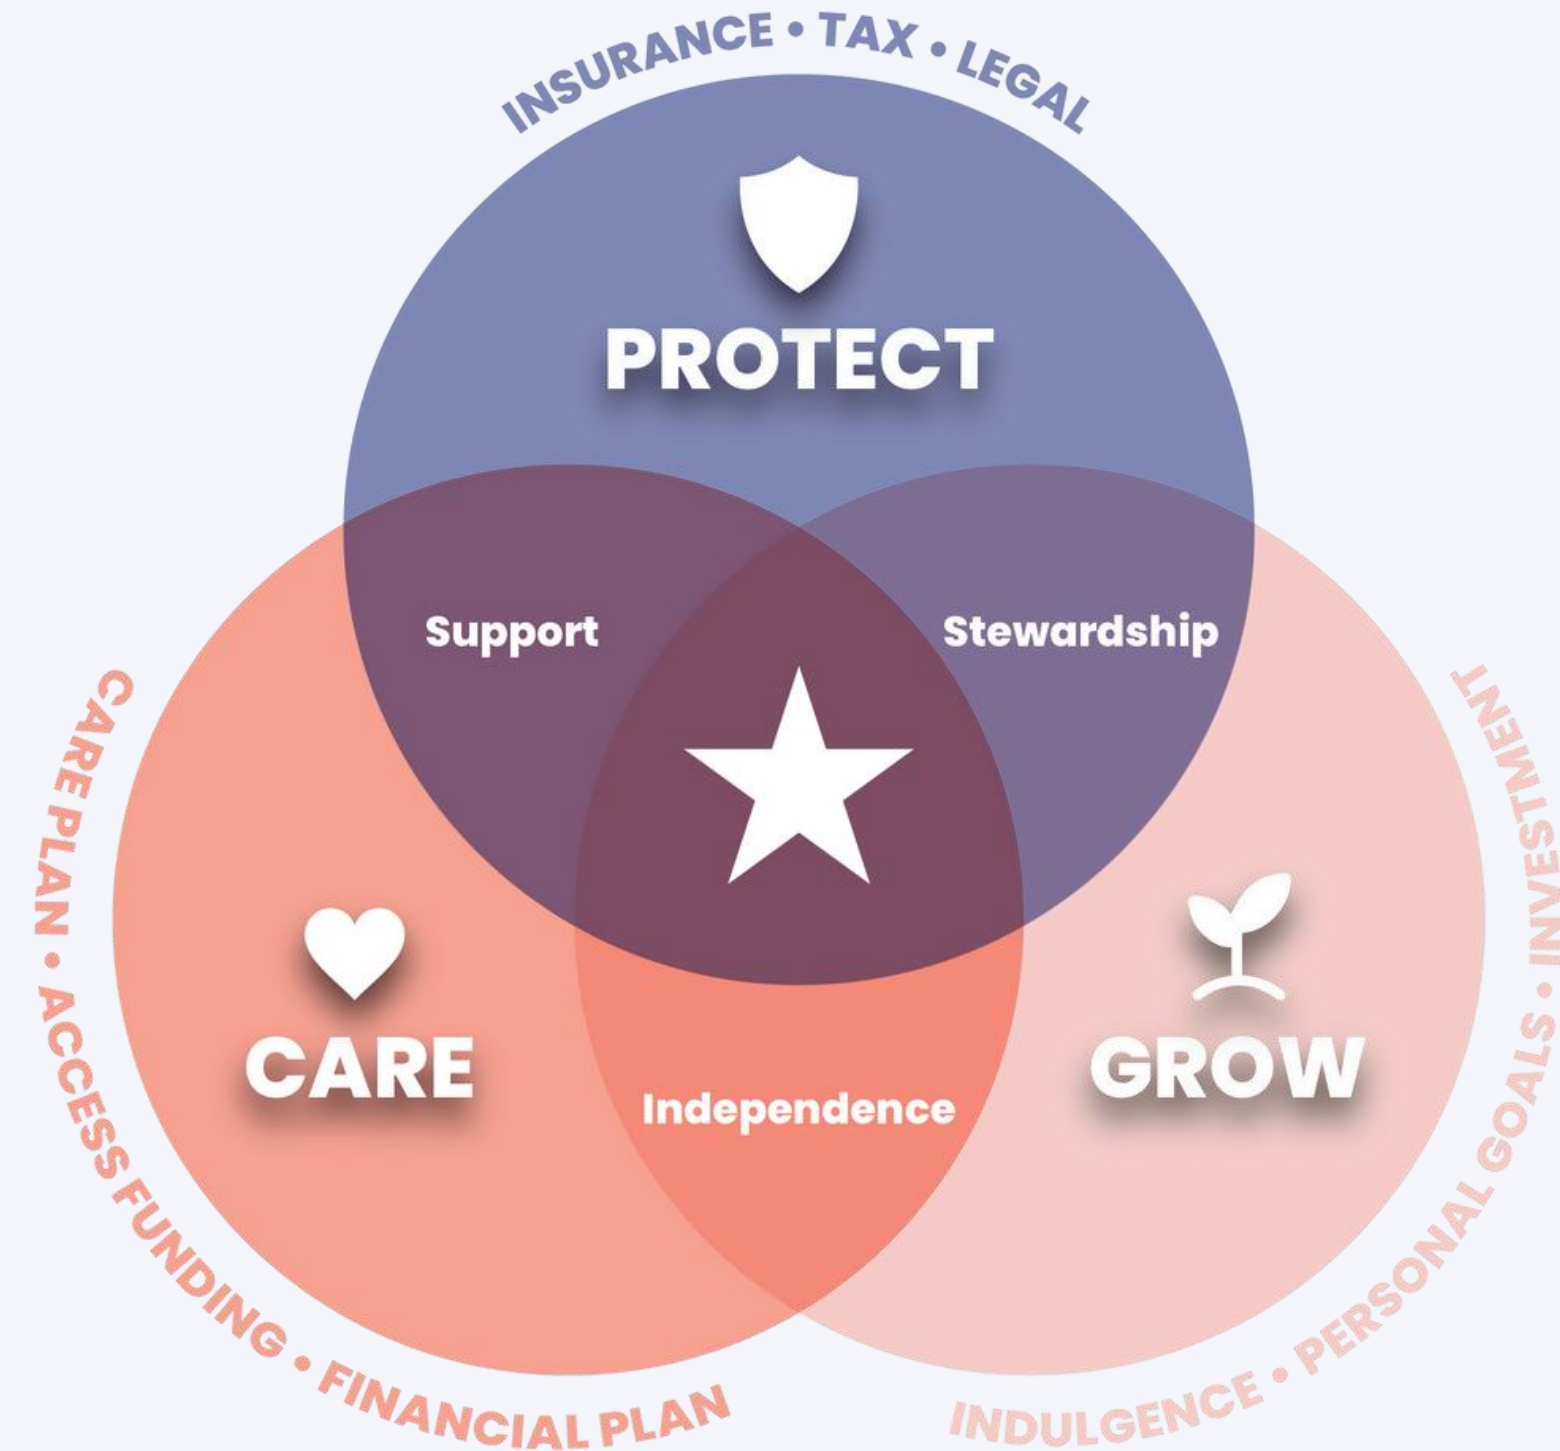 INSURANCE • TAX • LEGAL
PROTECT
Support
Stewardship
CARE
GROW
Independence
CARE PLAN • ACCESS FUNDING • FINANCIAL PLAN
INDULGENCE • PERSONAL GOALS • INVESTMENT